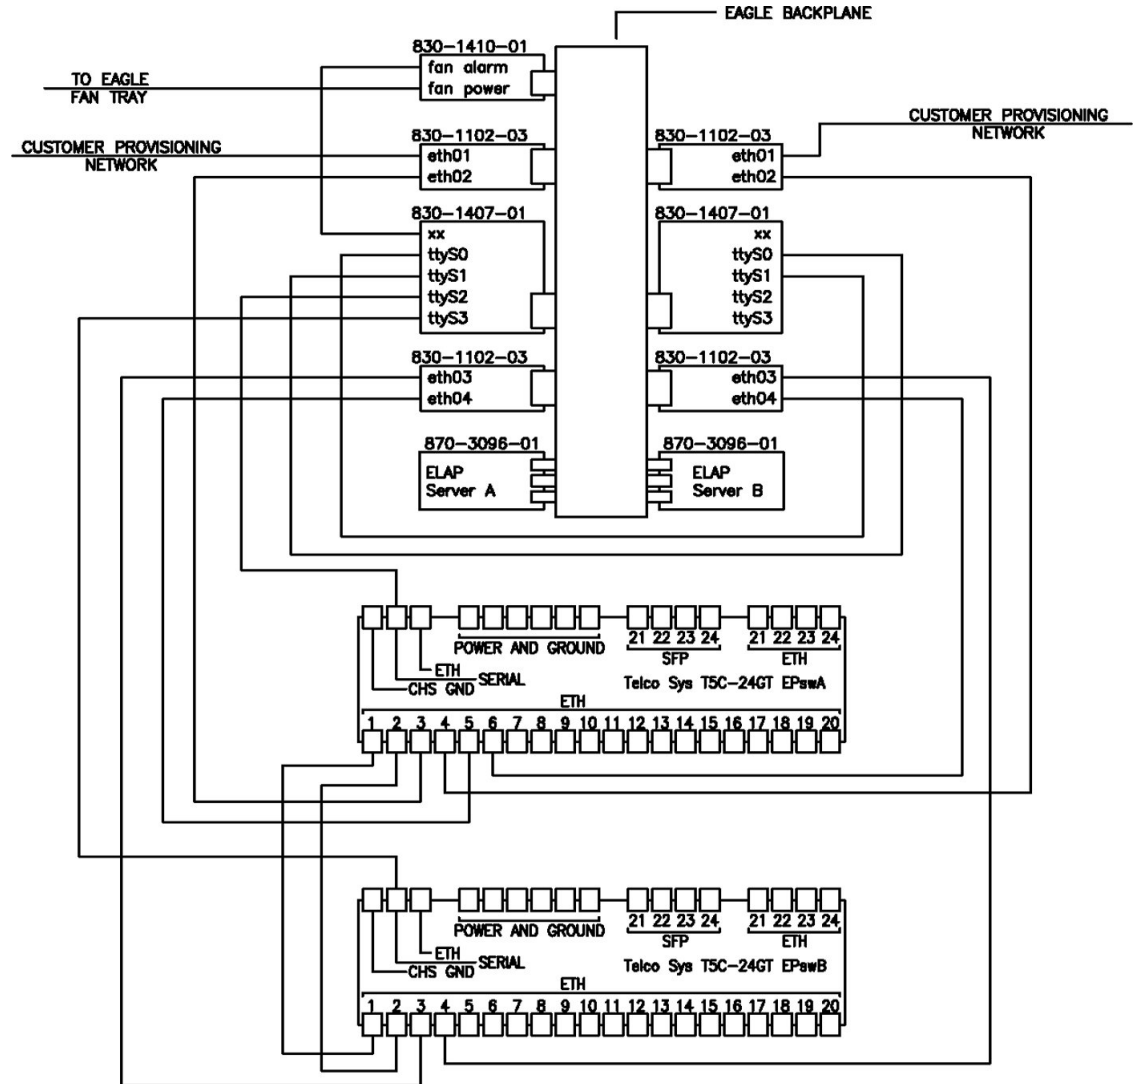 EAGLE BACKPLANE
830-1410-01
fan alarm
fan power
TO EAGLE
FAN TRAY
CUSTOMER PROVISIONING
NETWORK
830-1102-03
eth01
eth02
CUSTOMER PROVISIONING
NETWORK
830-1102-03
eth01
eth02
830-1407-01
xx
ttyS0
ttyS1
ttyS2
ttyS3
830-1407-01
xx
ttyS0
ttyS1
ttyS2
ttyS3
830-1102-03
eth03
eth04
830-1102-03
eth03
eth04
870-3096-01
ELAP
Server A
870-3096-01
ELAP
Server B
21 22 23 24 21 22 23 24
POWER AND GROUND
SFP ETH
ETH
SERIAL
CHS GND
Telco Sys T5C-24GT EPswA
ETH
1 2 3 4 5 6 7 8 9 10 11 12 13 14 15 16 17 18 19 20
21 22 23 24 21 22 23 24
POWER AND GROUND
SFP ETH
ETH
SERIAL
CHS GND
Telco Sys T5C-24GT EPswB
ETH
1 2 3 4 5 6 7 8 9 10 11 12 13 14 15 16 17 18 19 20